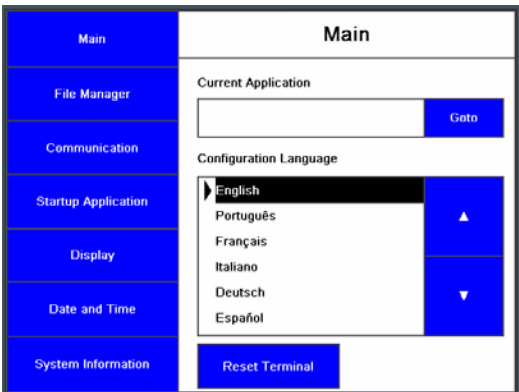 Main
File Manager
Communication
Startup Application
Display
Date and Time
System Information
Main
Current Application
Goto
Configuration Language
English
Português
Français
Italiano
Deutsch
Español
▲
▼
Reset Terminal